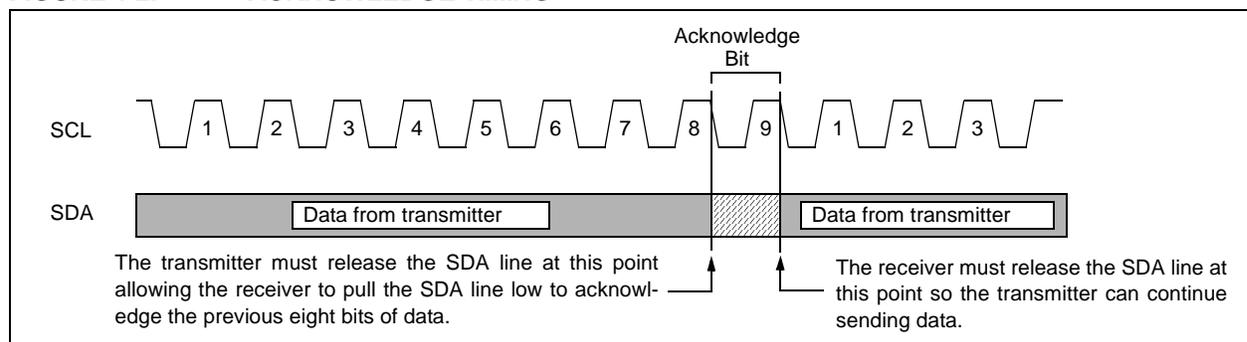 Acknowledge
Bit
SCL
1 2 3 4 5 6 7 8 9 1 2 3
SDA
Data from transmitter
Data from transmitter
The transmitter must release the SDA line at this point
allowing the receiver to pull the SDA line low to acknowl-
edge the previous eight bits of data.
The receiver must release the SDA line at
this point so the transmitter can continue
sending data.